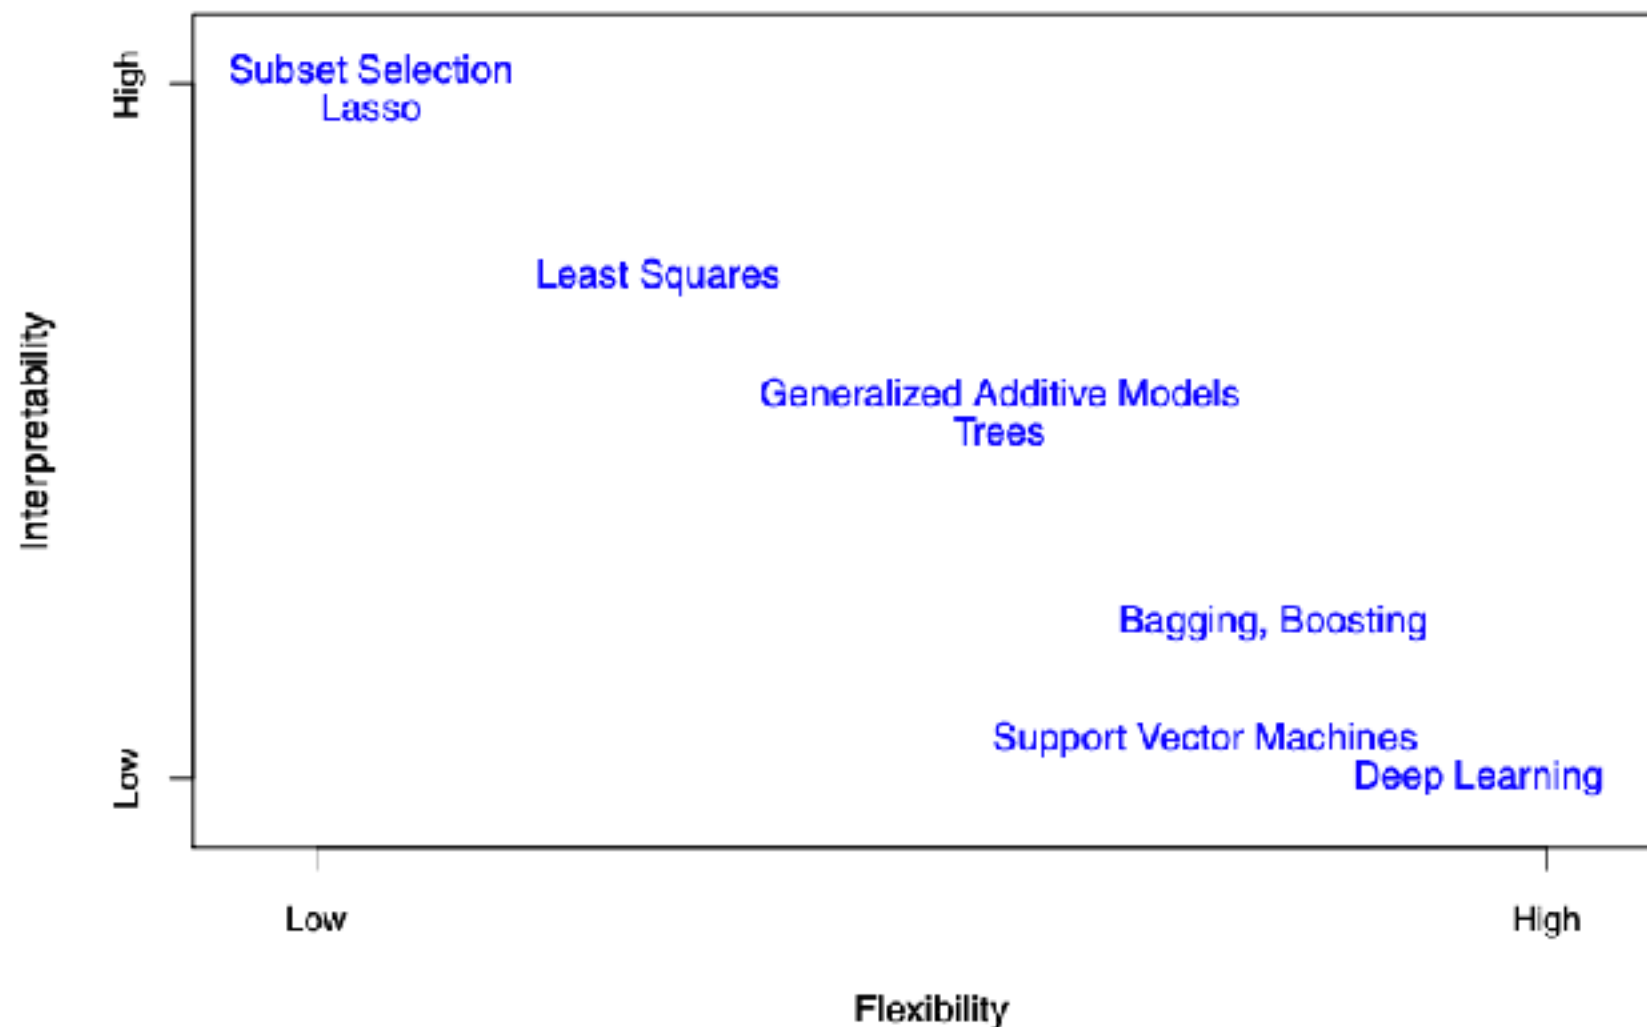 High
Subset Selection
Lasso
Least Squares
Interpretability
Generalized Additive Models
Trees
Bagging, Boosting
Support Vector Machines
Low
Deep Learning
Low
High
Flexibility